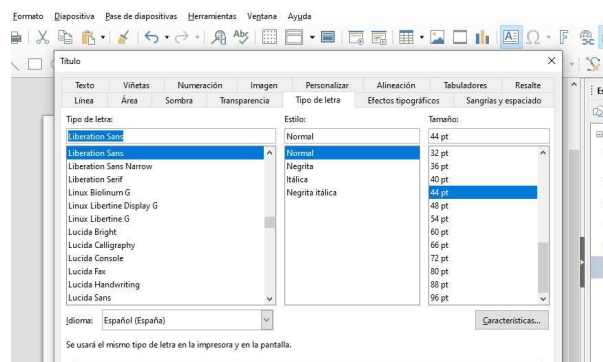 Formato Diapositiva Pase de diapositivas Herramientas Ventana Ayuda
Título
Texto Viñetas Numeración Imagen Personalizar Alineación Tabuladores Resalte
Línea Área Sombra Transparencia Tipo de letra Efectos tipográficos Sangrías y espaciado
Tipo de letra: Estilo: Tamaño:
Liberation Sans Normal 44 pt
Liberation Sans Normal 32 pt
Liberation Sans Narrow Negrita 36 pt
Liberation Serif Itálica 40 pt
Linux Biolinum G Negrita itálica 44 pt
Linux Libertine Display G 48 pt
Linux Libertine G 54 pt
Lucida Bright 60 pt
Lucida Calligraphy 66 pt
Lucida Console 72 pt
Lucida Fax 80 pt
Lucida Handwriting 88 pt
Lucida Sans 96 pt
Idioma: Español (España) Características...
Se usará el mismo tipo de letra en la impresora y en la pantalla.